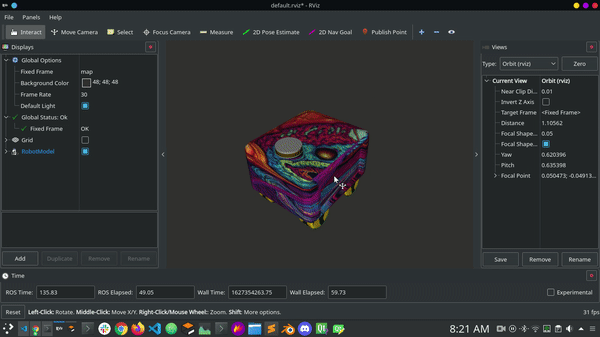 default.rviz* - RViz
File Panels Help
Interact Move Camera Select Focus Camera Measure 2D Pose Estimate 2D Nav Goal Publish Point
Displays
Global Options
Fixed Frame map
Background Color 48; 48; 48
Frame Rate 30
Default Light
Global Status: Ok
Fixed Frame OK
Grid
RobotModel
Add Duplicate Remove Rename
Views
Type: Orbit (rviz) Zero
Current View Orbit (rviz)
Near Clip Di... 0.01
Invert Z Axis
Target Frame <Fixed Frame>
Distance 1.10562
Focal Shape... 0.05
Focal Shape...
Yaw 0.620396
Pitch 0.635398
Focal Point 0.050473; -0.04913...
Save Remove Rename
Time
ROS Time: 135.83 ROS Elapsed: 49.05 Wall Time: 1627354263.75 Wall Elapsed: 59.73 Experimental
Reset Left-Click: Rotate. Middle-Click: Move X/Y. Right-Click/Mouse Wheel:: Zoom. Shift: More options. 31 fps
8:21 AM